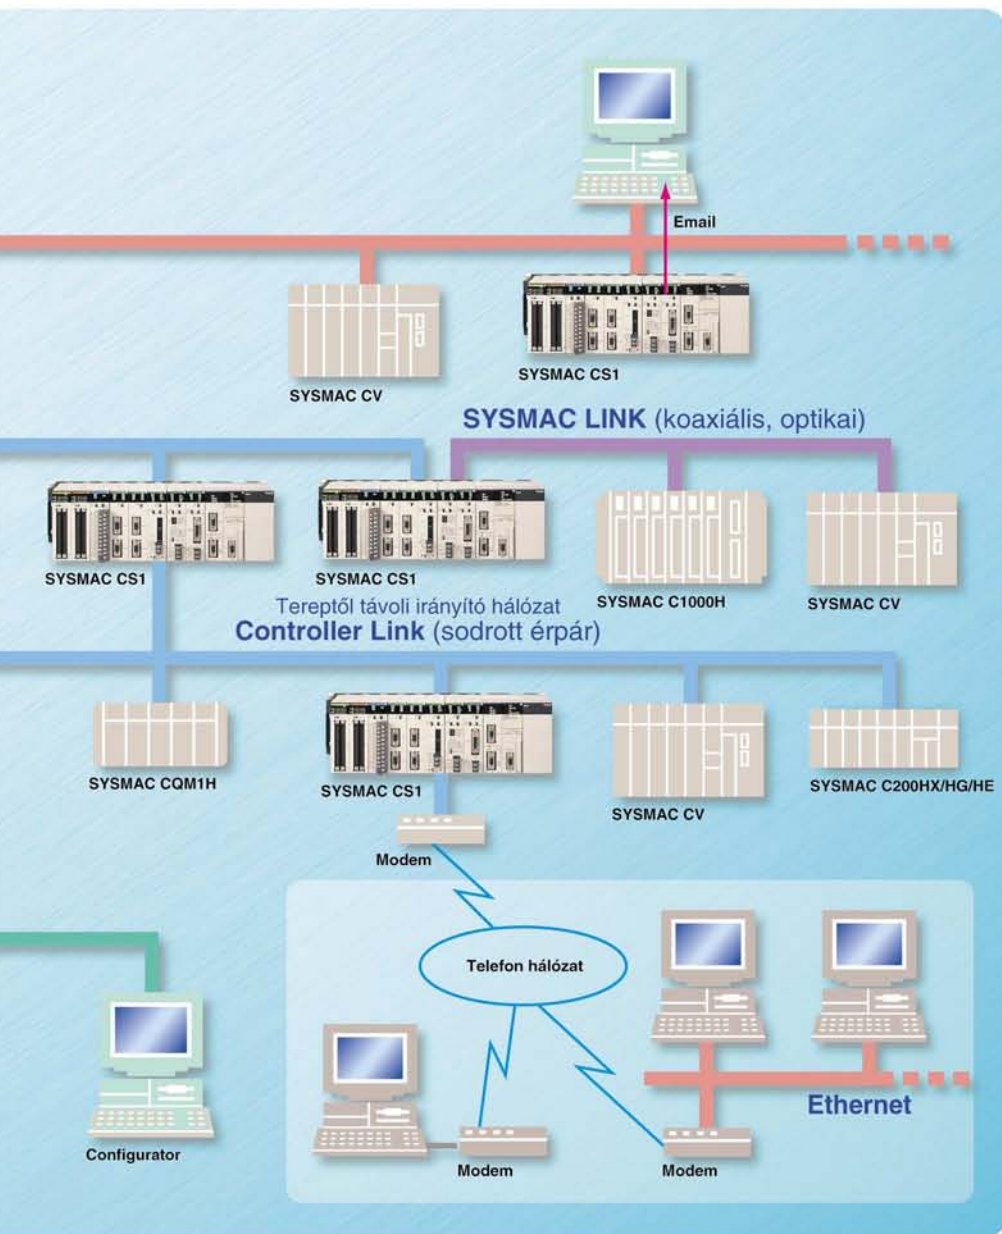 Email
SYSMAC CV
SYSMAC CS1
SYSMAC LINK (koaxiális, optikai)
SYSMAC CS1
SYSMAC CS1
SYSMAC C1000H
SYSMAC CV
Tereptől távoli irányító hálózat
Controller Link (sodrott érpár)
SYSMAC CQM1H
SYSMAC CS1
SYSMAC CV
SYSMAC C200HX/HG/HE
Modem
Telefon hálózat
Ethernet
Configurator
Modem
Modem